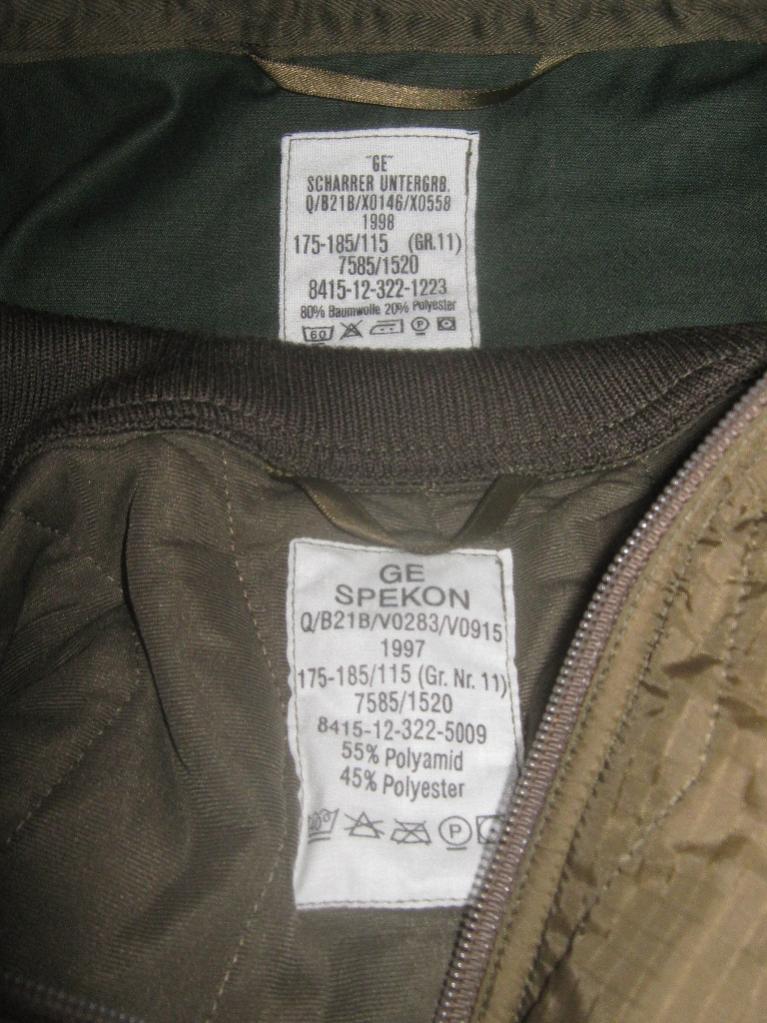 "GE"
SCHARRER UNTERGRB.
Q/B21B/X0146/X0558
1998
175-185/115 (GR.11)
7585/1520
8415-12-322-1223
80% Baumwolle 20% Polyester
60 P
GE
SPEKON
Q/B21B/V0283/V0915
1997
175-185/115 (Gr. Nr. 11)
7585/1520
8415-12-322-5009
55% Polyamid
45% Polyester
P